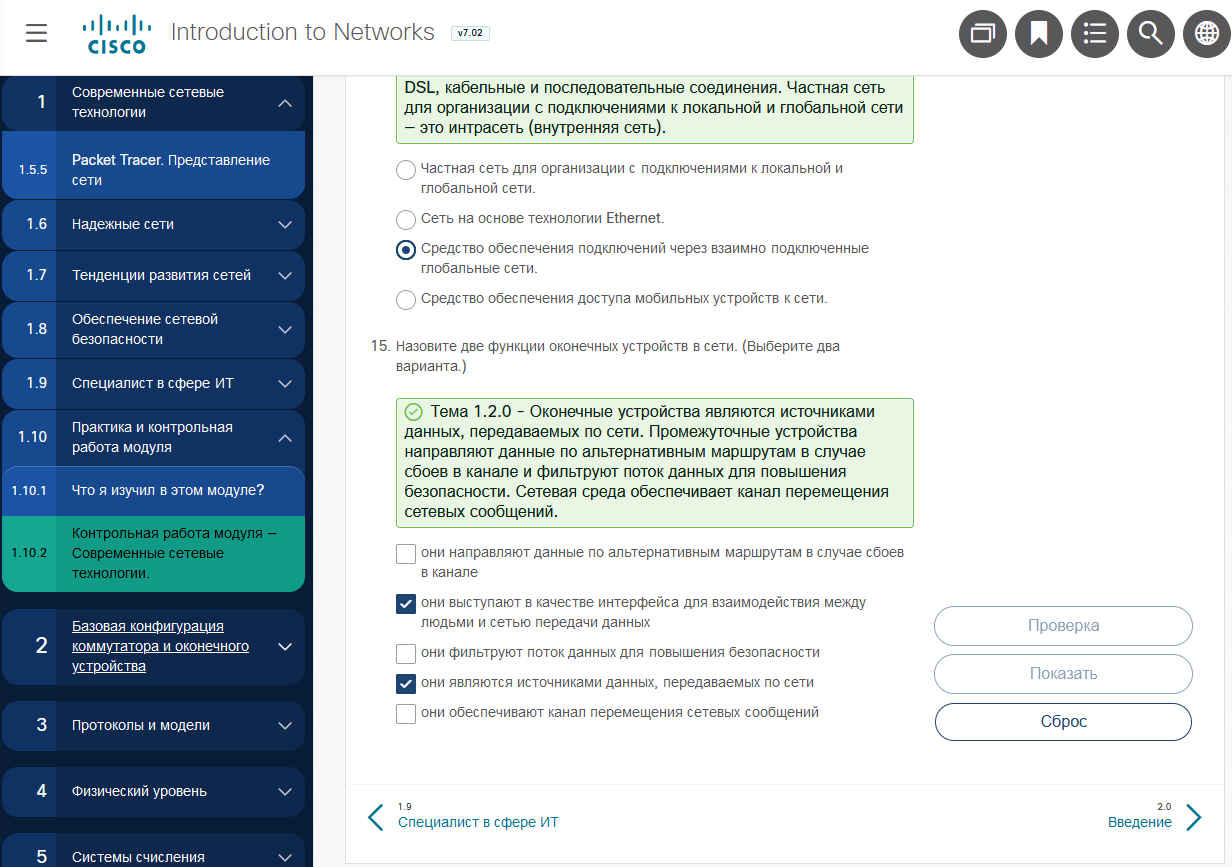 CISCO
Introduction to Networks
v7.02
1
Современные сетевые
технологии
1.5.5
Packet Tracer. Представление
сети
1.6
Надежные сети
1.7
Тенденции развития сетей
1.8
Обеспечение сетевой
безопасности
1.9
Специалист в сфере ИТ
1.10
Практика и контрольная
работа модуля
1.10.1
Что я изучил в этом модуле?
1.10.2
Контрольная работа модуля –
Современные сетевые
технологии.
2
Базовая конфигурация
коммутатора и оконечного
устройства
3
Протоколы и модели
4
Физический уровень
5
Системы счисления
DSL, кабельные и последовательные соединения. Частная сеть
для организации с подключениями к локальной и глобальной сети
– это интрасеть (внутренняя сеть).
Частная сеть для организации с подключениями к локальной и
глобальной сети.
Сеть на основе технологии Ethernet.
Средство обеспечения подключений через взаимно подключенные
глобальные сети.
Средство обеспечения доступа мобильных устройств к сети.
15. Назовите две функции оконечных устройств в сети. (Выберите два
варианта.)
Тема 1.2.0 - Оконечные устройства являются источниками
данных, передаваемых по сети. Промежуточные устройства
направляют данные по альтернативным маршрутам в случае
сбоев в канале и фильтруют поток данных для повышения
безопасности. Сетевая среда обеспечивает канал перемещения
сетевых сообщений.
они направляют данные по альтернативным маршрутам в случае сбоев
в канале
они выступают в качестве интерфейса для взаимодействия между
людьми и сетью передачи данных
они фильтруют поток данных для повышения безопасности
они являются источниками данных, передаваемых по сети
они обеспечивают канал перемещения сетевых сообщений
Проверка
Показать
Сброс
1.9
Специалист в сфере ИТ
2.0
Введение